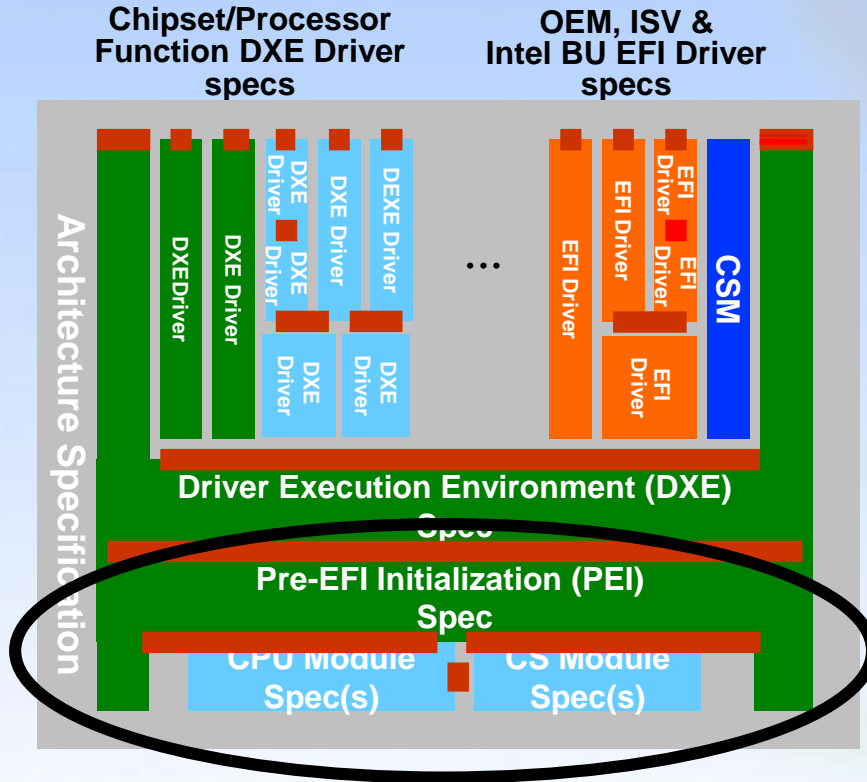 Chipset/Processor
Function DXE Driver
specs
OEM, ISV &
Intel BU EFI Driver
specs
Architecture Specification
DXEDriver
DXE Driver
DXE
Driver
DXE
Driver
DXE Driver
DEXE Driver
DXE
Driver
DXE
Driver
...
EFI Driver
EFI Driver
EFI
Driver
EFI
Driver
EFI
Driver
CSM
Driver Execution Environment (DXE)
Spec
Pre-EFI Initialization (PEI)
Spec
CPU Module
Spec(s)
CS Module
Spec(s)